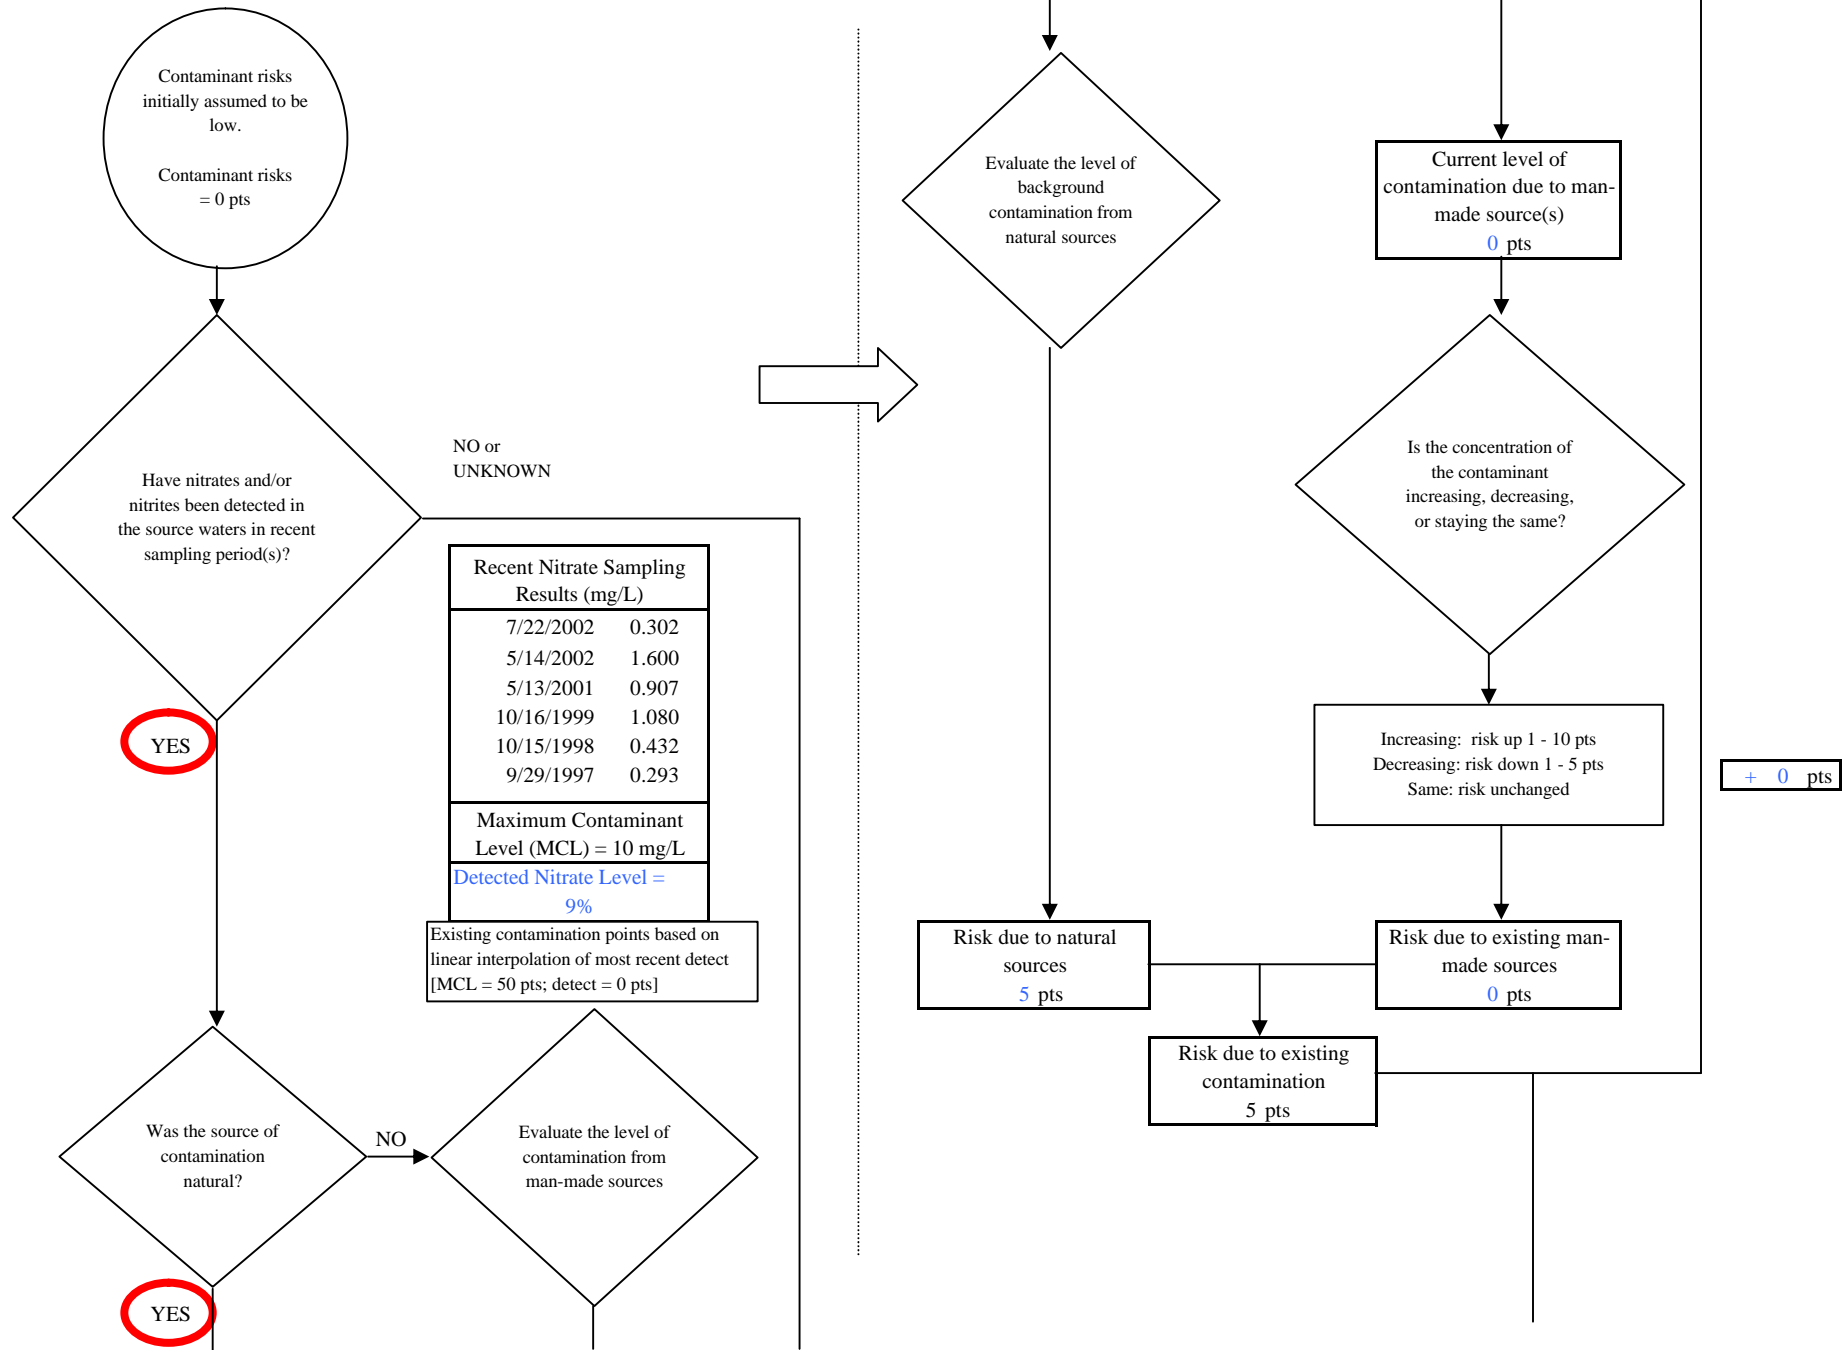 Contaminant risks
initially assumed to be
low.
Contaminant risks
= 0 pts
Have nitrates and/or
nitrites been detected in
the source waters in recent
sampling period(s)?
NO or
UNKNOWN
YES
Recent Nitrate Sampling
Results (mg/L)
7/22/2002 0.302
5/14/2002 1.600
5/13/2001 0.907
10/16/1999 1.080
10/15/1998 0.432
9/29/1997 0.293
Maximum Contaminant
Level (MCL) = 10 mg/L
Detected Nitrate Level =
9%
Existing contamination points based on
linear interpolation of most recent detect
[MCL = 50 pts; detect = 0 pts]
Was the source of
contamination
natural?
NO
Evaluate the level of
contamination from
man-made sources
YES
Evaluate the level of
background
contamination from
natural sources
Current level of
contamination due to man-
made source(s)
0 pts
Is the concentration of
the contaminant
increasing, decreasing,
or staying the same?
Increasing: risk up 1 - 10 pts
Decreasing: risk down 1 - 5 pts
Same: risk unchanged
+ 0 pts
Risk due to natural
sources
5 pts
Risk due to existing man-
made sources
0 pts
Risk due to existing
contamination
5 pts